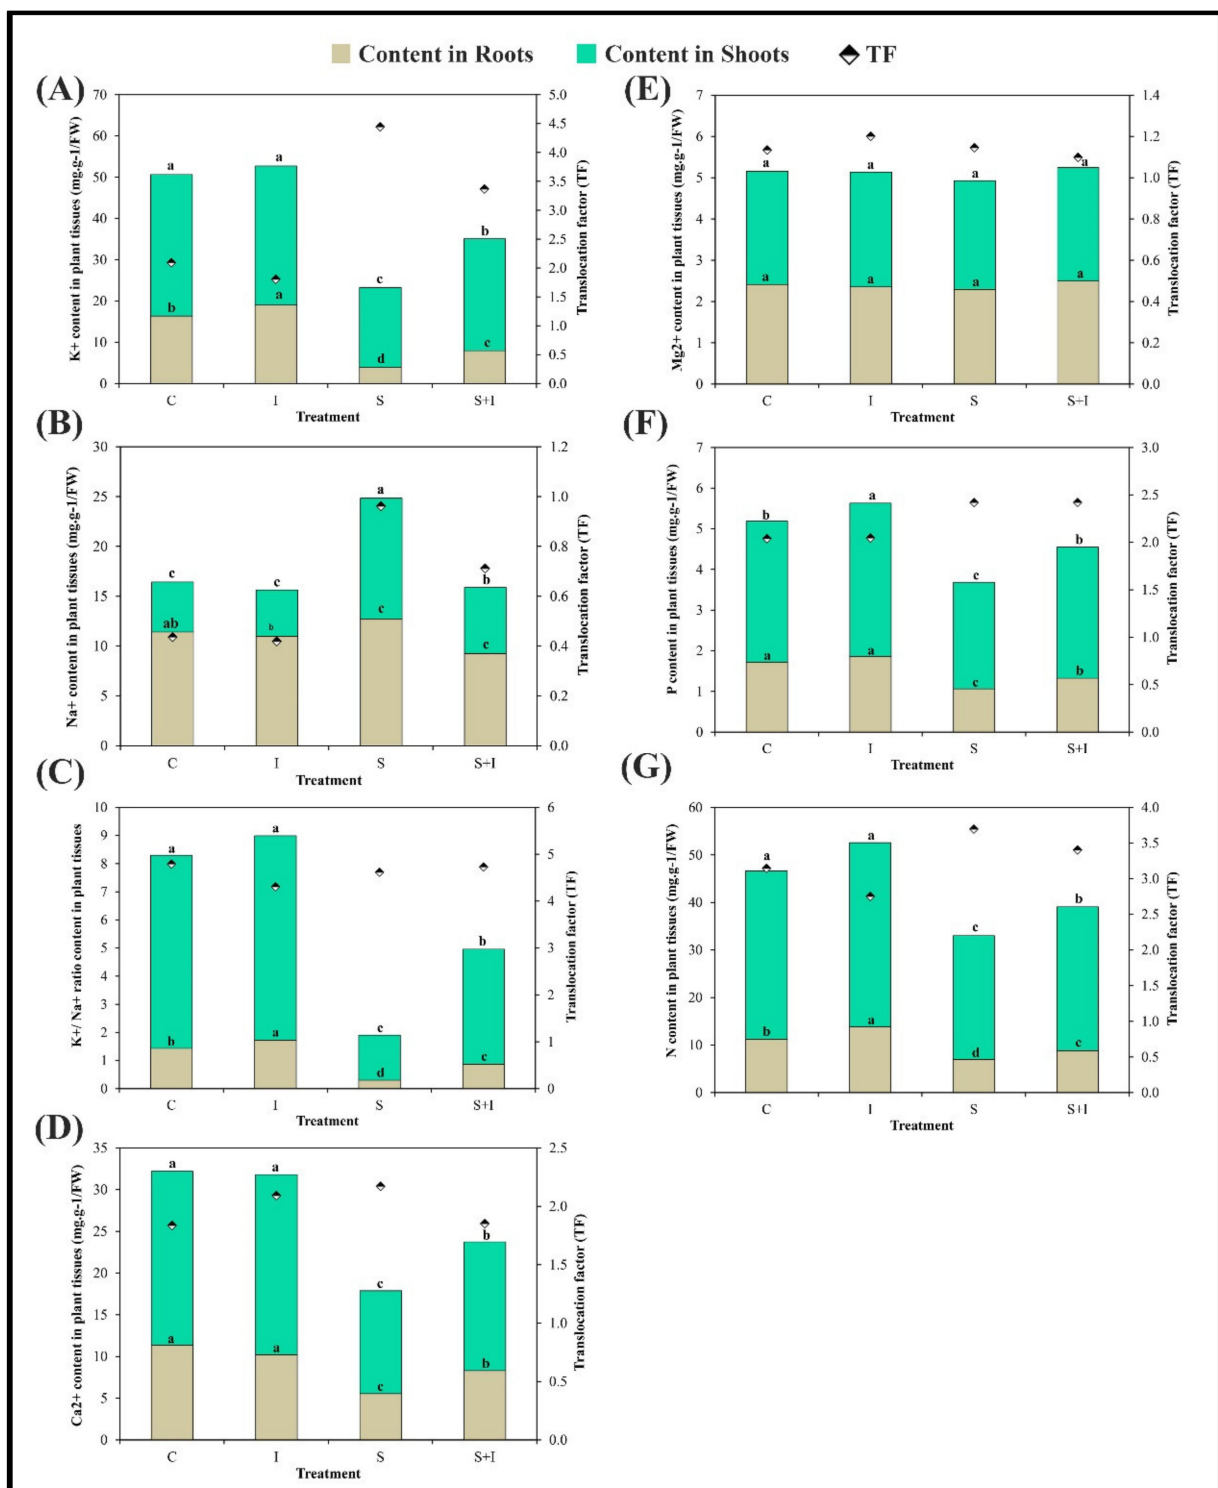 Content in Roots Content in Shoots TF
(A)
K+ content in plant tissues (mg.g-1/FW)
70
60
50
40
30
20
10
0
a a c b
b a d c
C I S S+I
Treatment
5.0
4.5
4.0
3.5
3.0
2.5
2.0
1.5
1.0
0.5
0.0
Translocation factor (TF)
(B)
Na+ content in plant tissues (mg.g-1/FW)
30
25
20
15
10
5
0
c c a b
ab b c c
C I S S+I
Treatment
1.2
1.0
0.8
0.6
0.4
0.2
0.0
Translocation factor (TF)
(C)
K+/ Na+ ratio content in plant tissues
10
9
8
7
6
5
4
3
2
1
0
a a c b
b a d c
C I S S+I
Treatment
6
5
4
3
2
1
0
Translocation factor (TF)
(D)
Ca2+ content in plant tissues (mg.g-1/FW)
35
30
25
20
15
10
5
0
a a c b
a a c b
C I S S+I
Treatment
2.5
2.0
1.5
1.0
0.5
0.0
Translocation factor (TF)
(E)
Mg2+ content in plant tissues (mg.g-1/FW)
7
6
5
4
3
2
1
0
a a a a
a a a a
C I S S+I
Treatment
1.4
1.2
1.0
0.8
0.6
0.4
0.2
0.0
Translocation factor (TF)
(F)
P content in plant tissues (mg.g-1/FW)
7
6
5
4
3
2
1
0
b a c b
a a c b
C I S S+I
Treatment
3.0
2.5
2.0
1.5
1.0
0.5
0.0
Translocation factor (TF)
(G)
N content in plant tissues (mg.g-1/FW)
60
50
40
30
20
10
0
a a c b
b a d c
C I S S+I
Treatment
4.0
3.5
3.0
2.5
2.0
1.5
1.0
0.5
0.0
Translocation factor (TF)